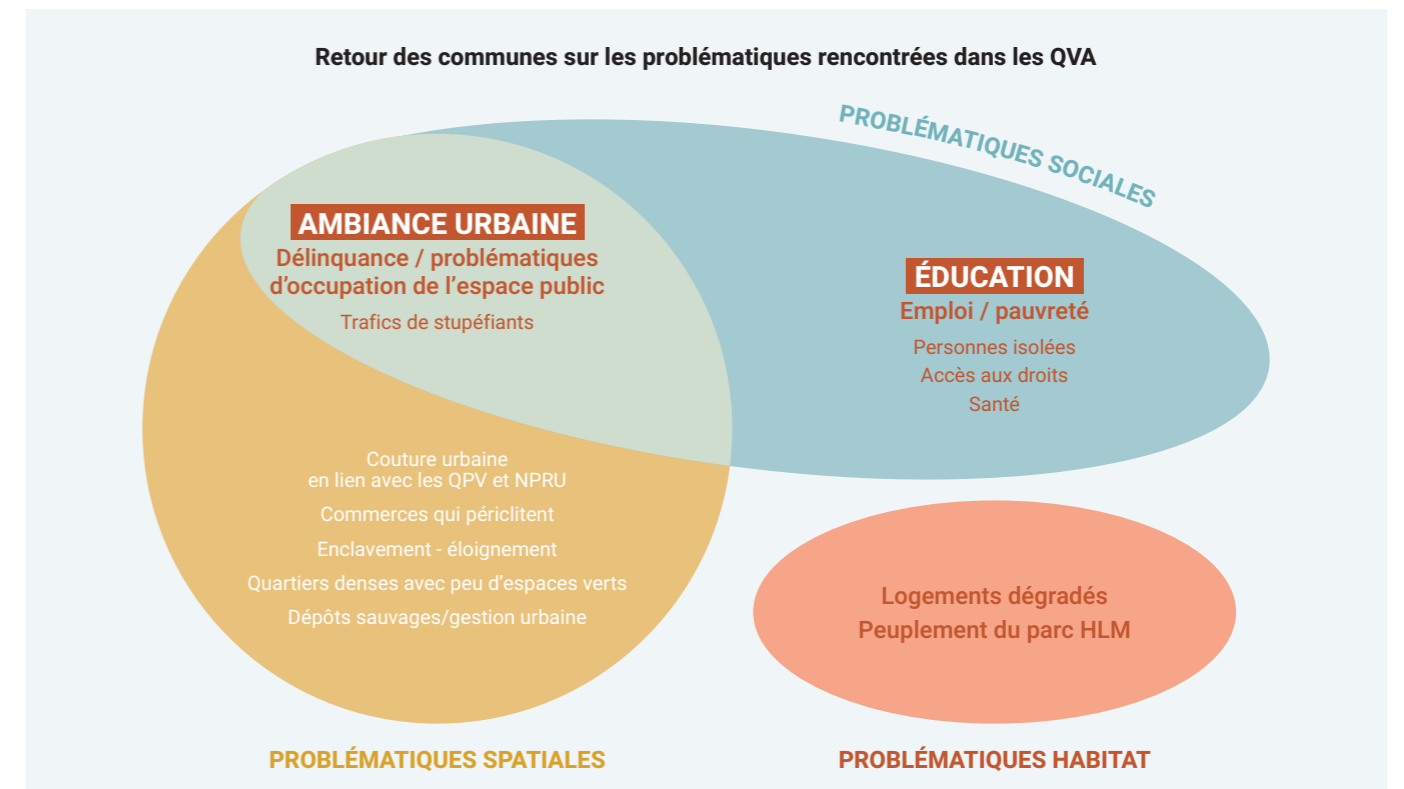 Retour des communes sur les problématiques rencontrées dans les QVA
PROBLÉMATIQUES SOCIALES
AMBIANCE URBAINE
Délinquance / problématiques
d’occupation de l’espace public
Trafics de stupéfiants
ÉDUCATION
Emploi / pauvreté
Personnes isolées
Accès aux droits
Santé
Couture urbaine
en lien avec les QPV et NPRU
Commerces qui périclitent
Enclavement - éloignement
Quartiers denses avec peu d’espaces verts
Dépôts sauvages/gestion urbaine
Logements dégradés
Peuplement du parc HLM
PROBLÉMATIQUES SPATIALES
PROBLÉMATIQUES HABITAT